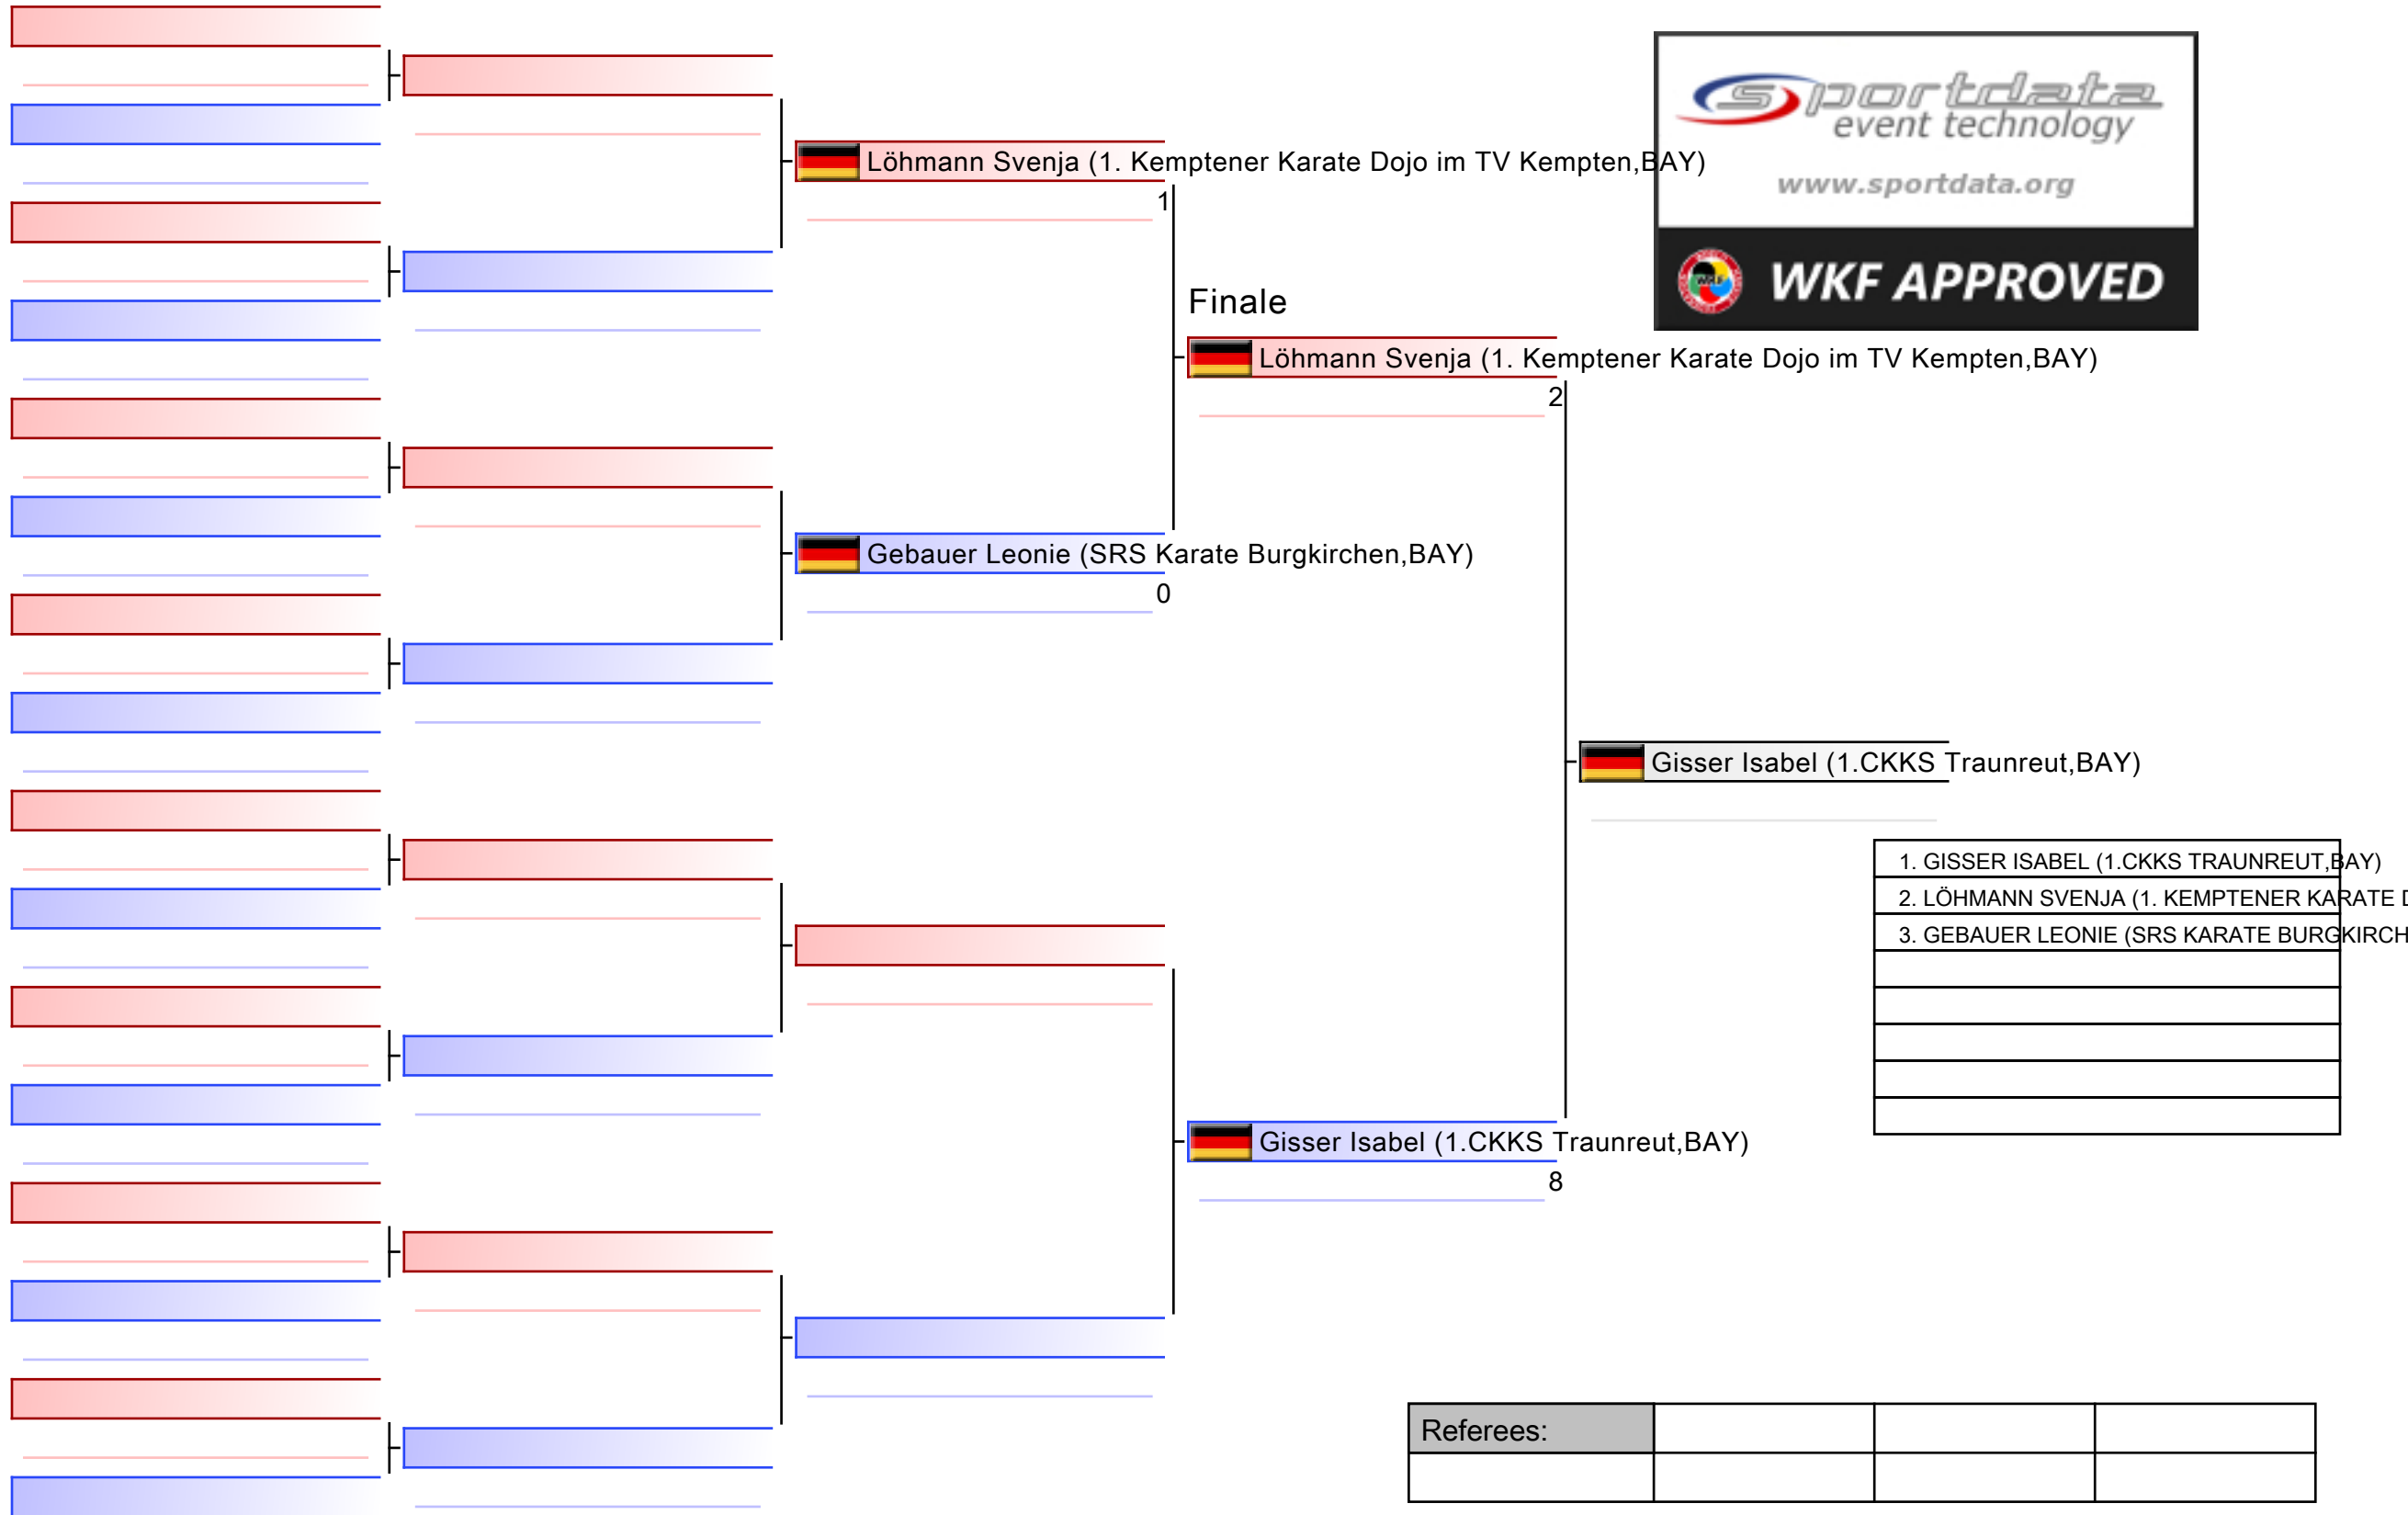 sportdata
event technology
www.sportdata.org
WKF APPROVED
Löhmann Svenja (1. Kemptener Karate Dojo im TV Kempten,BAY)
1
Finale
Löhmann Svenja (1. Kemptener Karate Dojo im TV Kempten,BAY)
2
Gebauer Leonie (SRS Karate Burgkirchen,BAY)
0
Gisser Isabel (1.CKKS Traunreut,BAY)
1. GISSER ISABEL (1.CKKS TRAUNREUT,BAY)
2. LÖHMANN SVENJA (1. KEMPTENER KARATE
3. GEBAUER LEONIE (SRS KARATE BURGKIRCH
Gisser Isabel (1.CKKS Traunreut,BAY)
8
Referees: